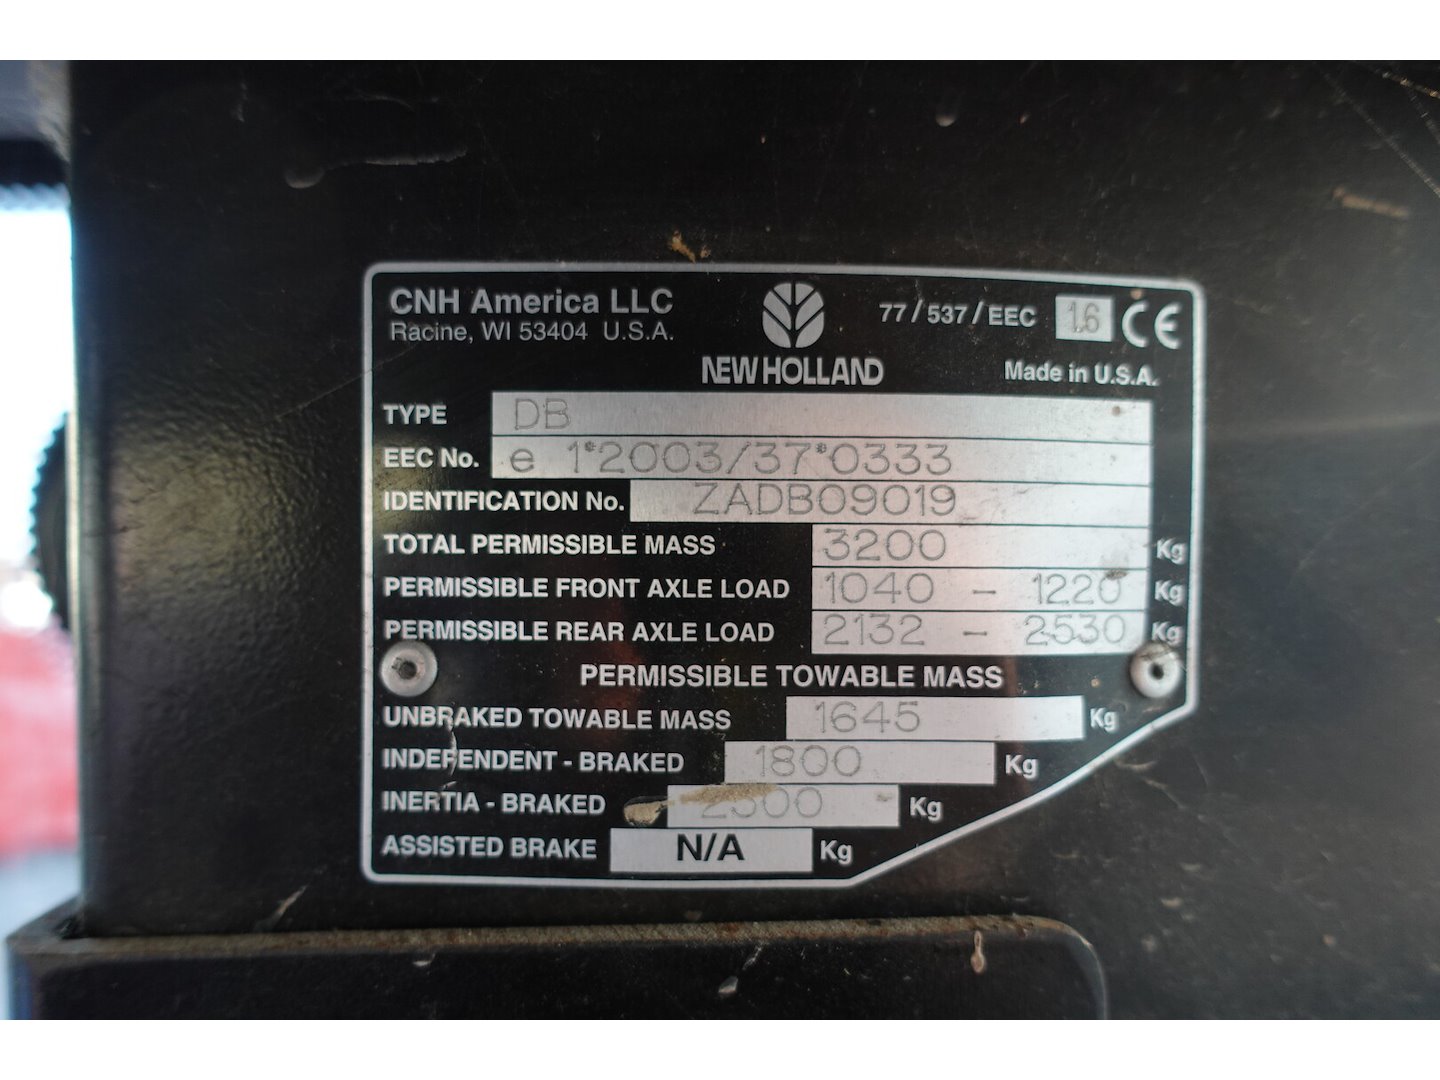 CNH America LLC
Racine, WI 53404 U.S.A.
NEW HOLLAND
77/537/EEC 1.6 CE
Made in U.S.A.
TYPE DB
EEC No. e 1*2003/37*0333
IDENTIFICATION No. ZADB09019
TOTAL PERMISSIBLE MASS 3200 Kg
PERMISSIBLE FRONT AXLE LOAD 1040 - 1220 Kg
PERMISSIBLE REAR AXLE LOAD 2132 - 2530 Kg
PERMISSIBLE TOWABLE MASS
UNBRAKED TOWABLE MASS 1645 Kg
INDEPENDENT - BRAKED 1800 Kg
INERTIA - BRAKED Kg
ASSISTED BRAKE N/A Kg